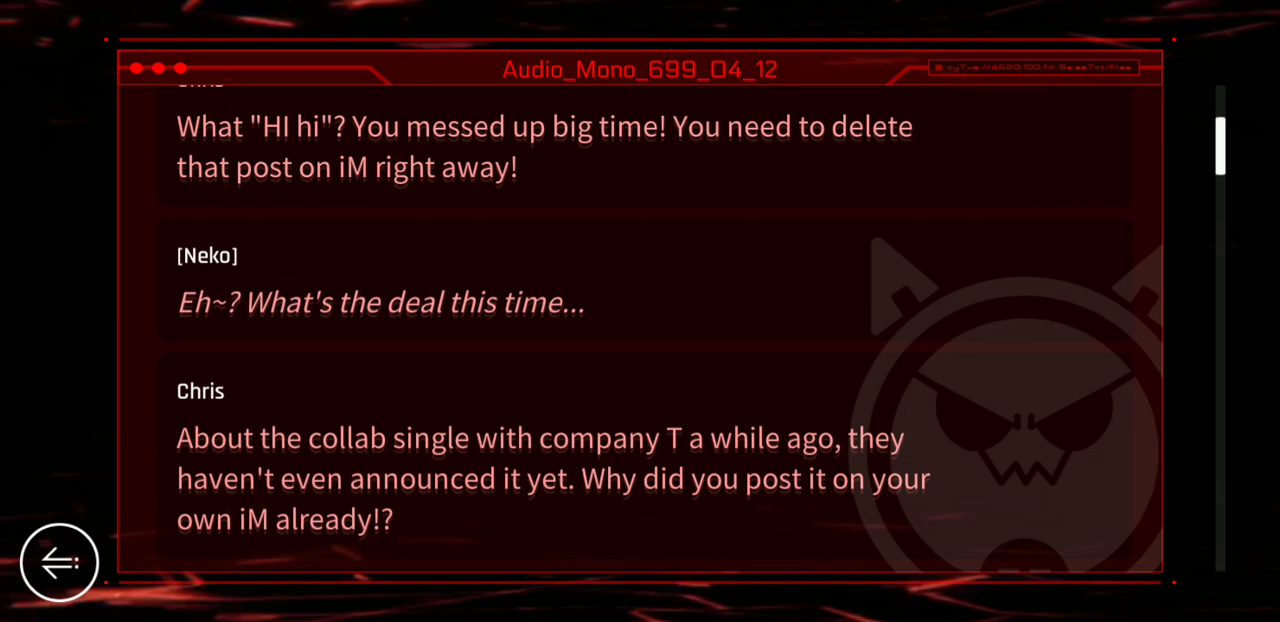 Audio_Mono_699_04_12
Chris
What "HI hi"? You messed up big time! You need to delete
that post on iM right away!
[Neko]
Eh~? What's the deal this time...
Chris
About the collab single with company T a while ago, they
haven't even announced it yet. Why did you post it on your
own iM already!?